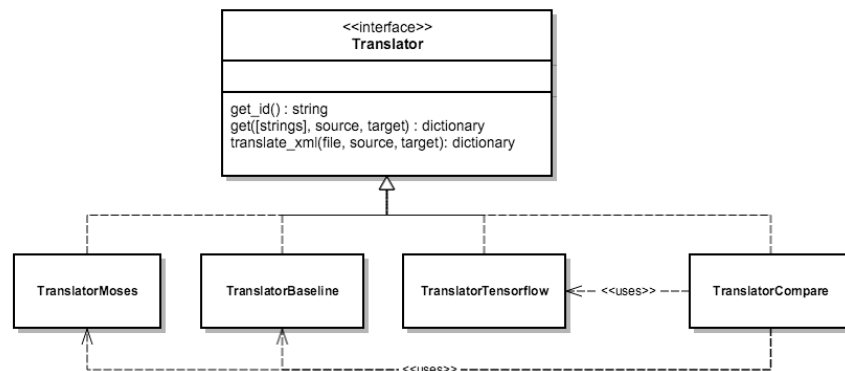 <<interface>>
Translator
get_id() : string
get([strings], source, target) : dictionary
translate_xml(file, source, target): dictionary
TranslatorMoses
TranslatorBaseline
TranslatorTensorflow
<<uses>>
TranslatorCompare
<<uses>>